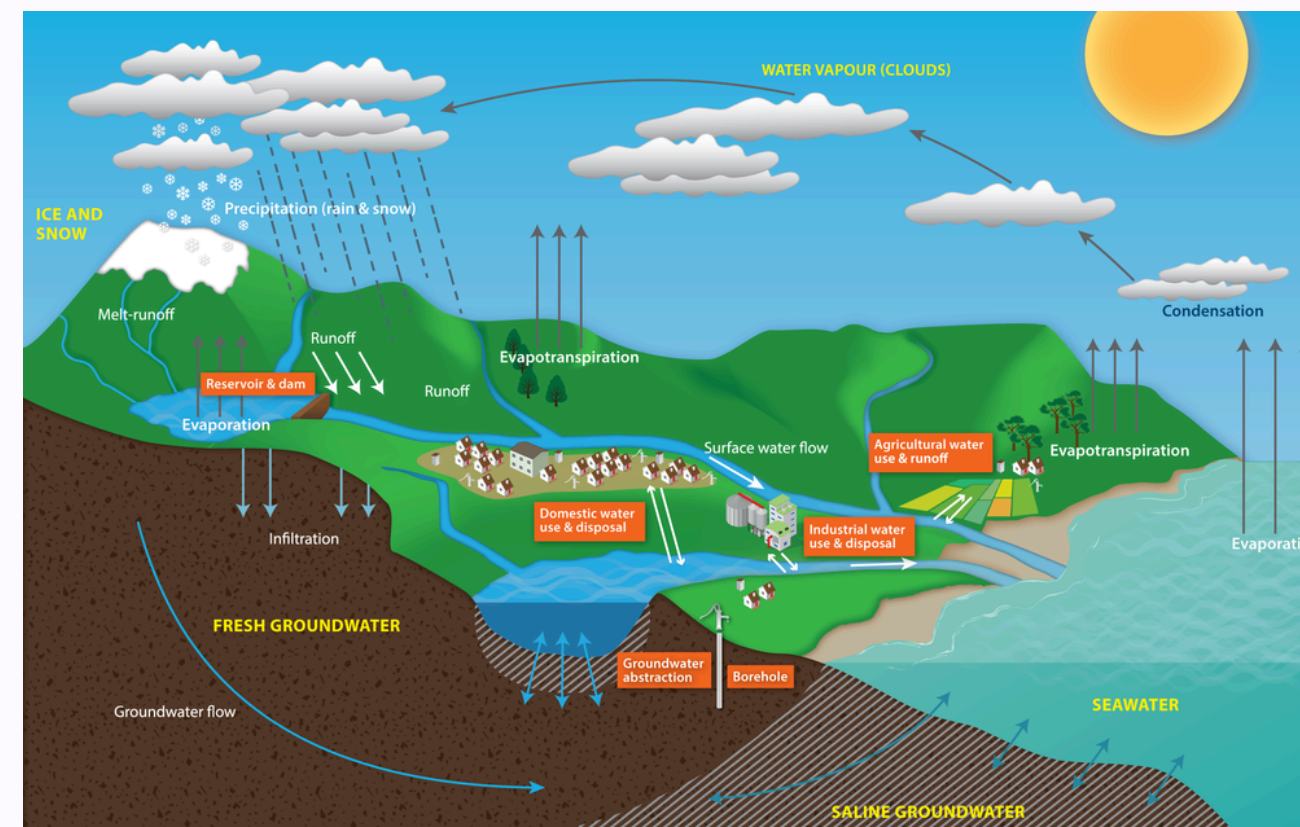 WATER VAPOUR (CLOUDS)
ICE AND
SNOW
Precipitation (rain & snow)
Condensation
Melt-runoff
Runoff
Evapotranspiration
Reservoir & dam
Runoff
Evaporation
Surface water flow
Agricultural water
use & runoff
Evapotranspiration
Domestic water
use & disposal
Industrial water
use & disposal
Infiltration
Evaporati
FRESH GROUNDWATER
Groundwater
abstraction
Borehole
Groundwater flow
SEAWATER
SALINE GROUNDWATER